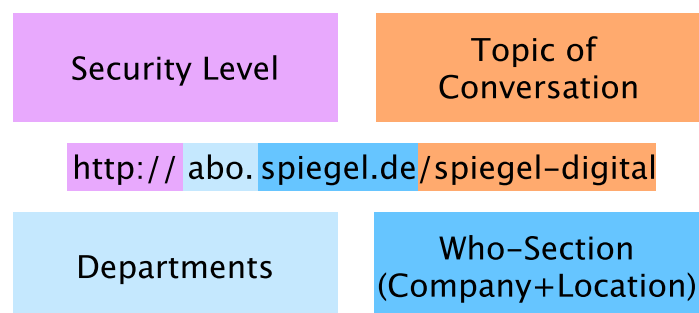 Security Level
Topic of
Conversation
http:// abo.spiegel.de/spiegel-digital
Departments
Who-Section
(Company+Location)